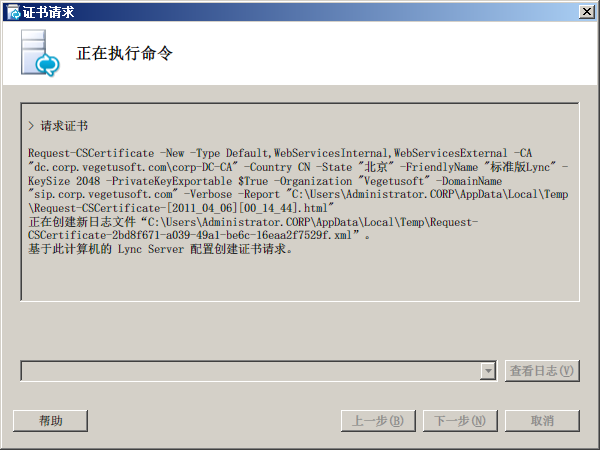 证书请求
正在执行命令
> 请求证书
Request-CSCertificate -New -Type Default,WebServicesInternal,WebServicesExternal -CA
"dc.corp.vegetusoft.com\corp-DC-CA" -Country CN -State "北京" -FriendlyName "标准版Lync" -
KeySize 2048 -PrivateKeyExportable $True -Organization "Vegetusoft" -DomainName
"sip.corp.vegetusoft.com" -Verbose -Report "C:\Users\Administrator.CORP\AppData\Local\Temp
\Request-CSCertificate-[2011_04_06][00_14_44].html"
正在创建新日志文件“C:\Users\Administrator.CORP\AppData\Local\Temp\Request-
CSCertificate-2bd8f671-a039-49a1-be6c-16eaa2f7529f.xml”。
基于此计算机的 Lync Server 配置创建证书请求。
查看日志(V)
帮助
上一步(B)
下一步(N)
取消